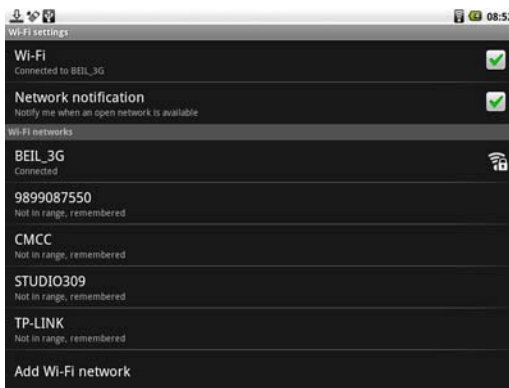 08:5
Wi-Fi settings
Wi-Fi
Connected to BEIL_3G
Network notification
Notify me when an open network is available
Wi-Fi networks
BEIL_3G
Connected
9899087550
Not in range, remembered
CMCC
Not in range, remembered
STUDIO309
Not in range, remembered
TP-LINK
Not in range, remembered
Add Wi-Fi network